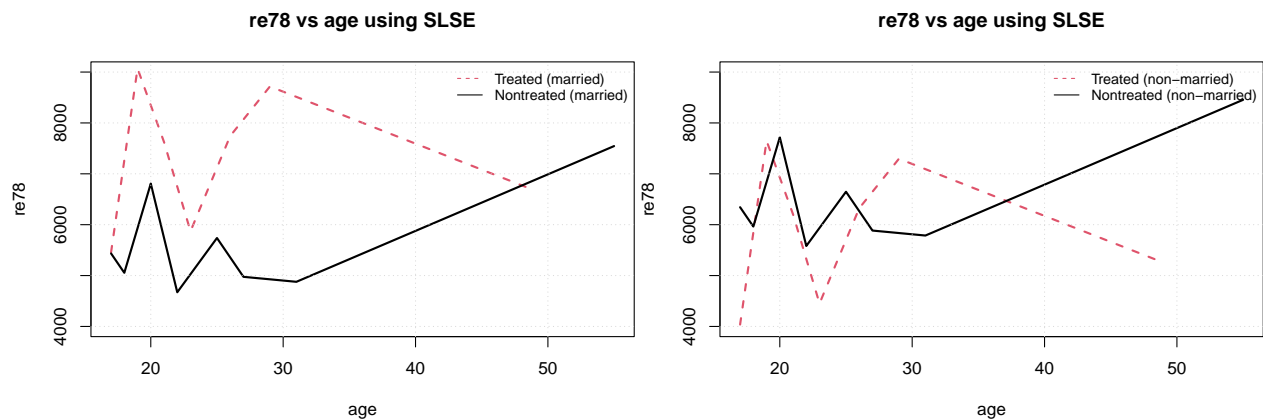 re78 vs age using SLSE
Treated (married)
Nontreated (married)
re78
8000
6000
4000
20
30
40
50
age
re78 vs age using SLSE
Treated (non−married)
Nontreated (non−married)
re78
8000
6000
4000
20
30
40
50
age